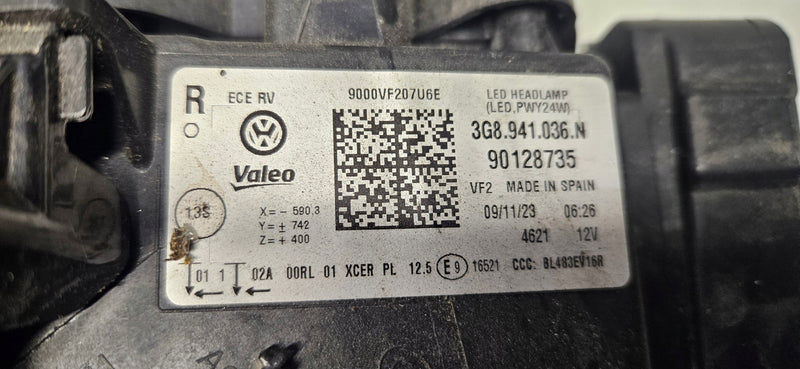 R ECE RV 9000VF207U6E LED HEADLAMP
(LED,PWY24W)
3G8.941.036.N
Valeo 90128735
VF2 MADE IN SPAIN
13S X= - 590,3 09/11/23 06:26
Y= ± 742
Z= + 400 4621 12V
01 1 02A 00RL 01 XCER PL 12.5 E9 16521 CCC: BL483EV16R